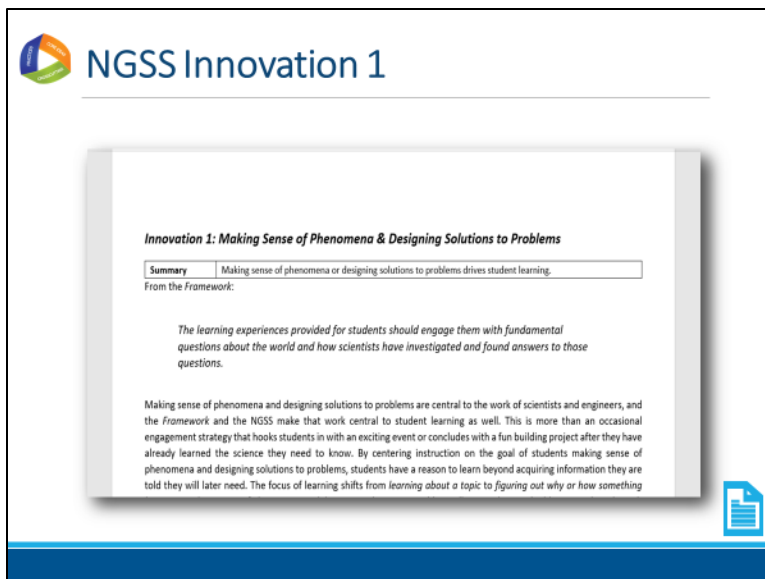 NGSS Innovation 1
Innovation 1: Making Sense of Phenomena & Designing Solutions to Problems
Summary Making sense of phenomena or designing solutions to problems drives student learning.
From the Framework:
The learning experiences provided for students should engage them with fundamental
questions about the world and how scientists have investigated and found answers to those
questions.
Making sense of phenomena and designing solutions to problems are central to the work of scientists and engineers, and
the Framework and the NGSS make that work central to student learning as well. This is more than an occasional
engagement strategy that hooks students in with an exciting event or concludes with a fun building project after they have
already learned the science they need to know. By centering instruction on the goal of students making sense of
phenomena and designing solutions to problems, students have a reason to learn beyond acquiring information they are
told they will later need. The focus of learning shifts from learning about a topic to figuring out why or how something